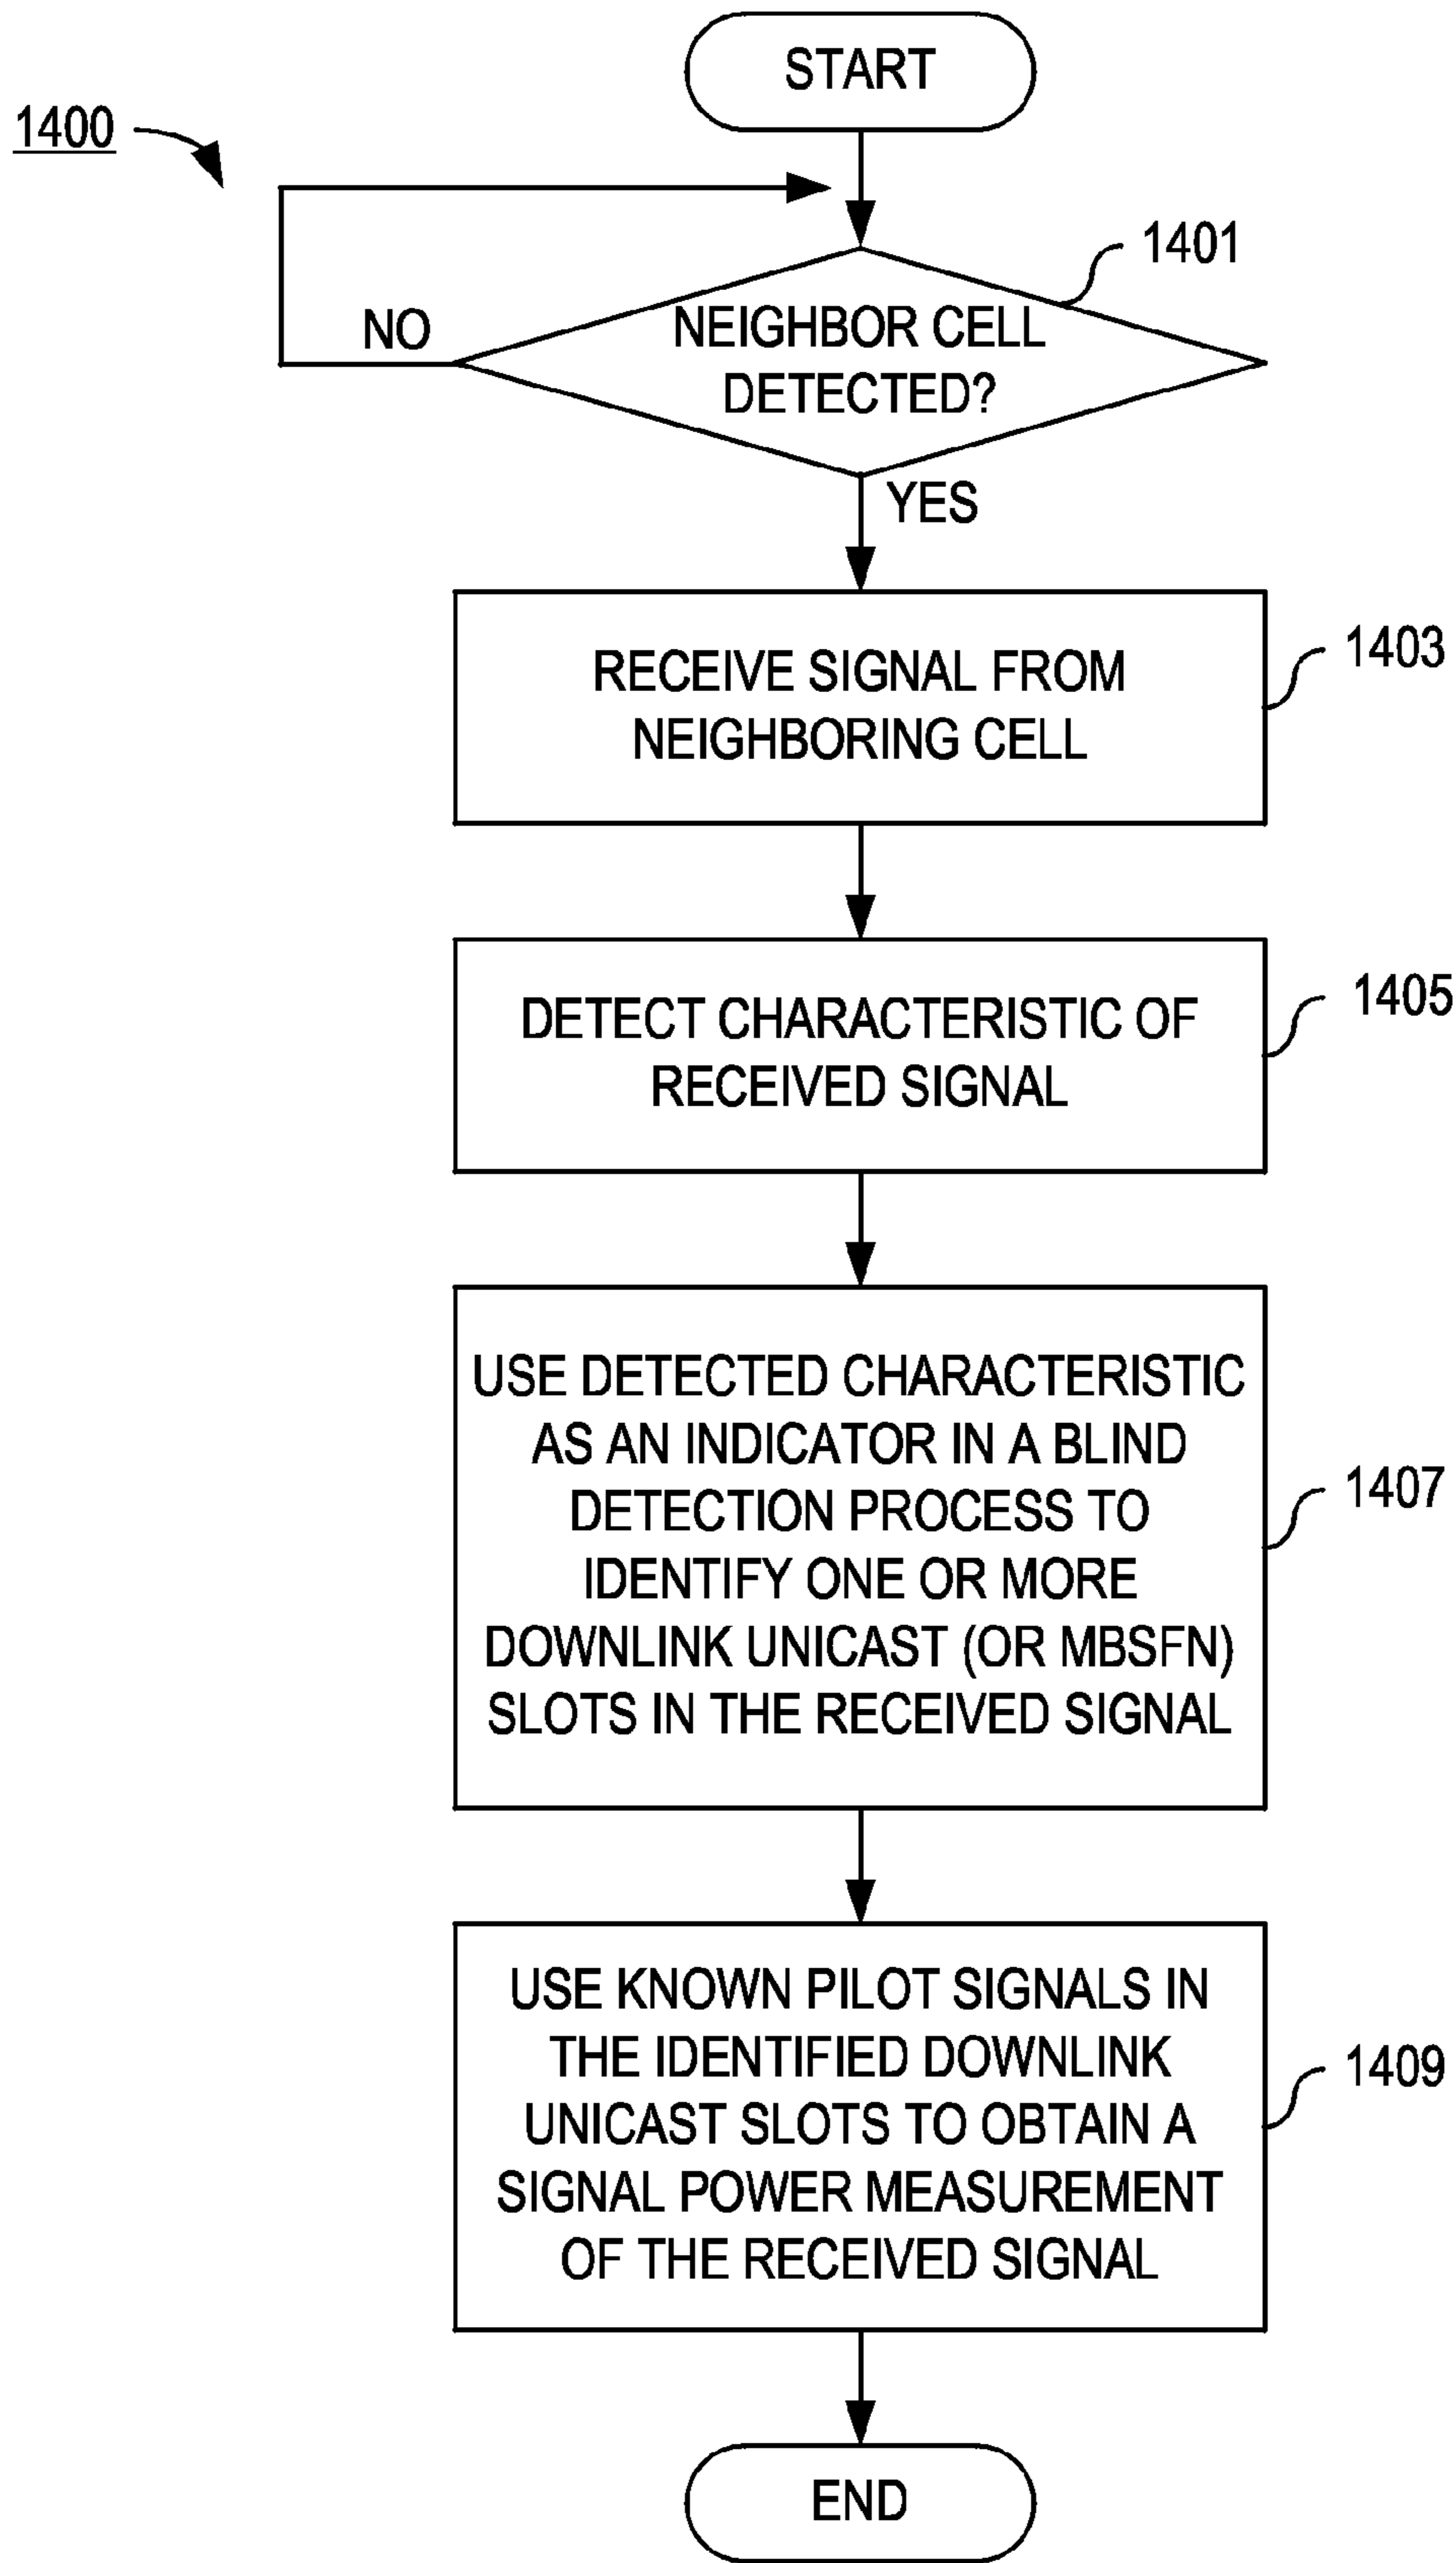 START
1400
1401
NEIGHBOR CELL
DETECTED?
NO
YES
RECEIVE SIGNAL FROM
NEIGHBORING CELL
1403
DETECT CHARACTERISTIC OF
RECEIVED SIGNAL
1405
USE DETECTED CHARACTERISTIC
AS AN INDICATOR IN A BLIND
DETECTION PROCESS TO
IDENTIFY ONE OR MORE
DOWNLINK UNICAST (OR MBSFN)
SLOTS IN THE RECEIVED SIGNAL
1407
USE KNOWN PILOT SIGNALS IN
THE IDENTIFIED DOWNLINK
UNICAST SLOTS TO OBTAIN A
SIGNAL POWER MEASUREMENT
OF THE RECEIVED SIGNAL
1409
END